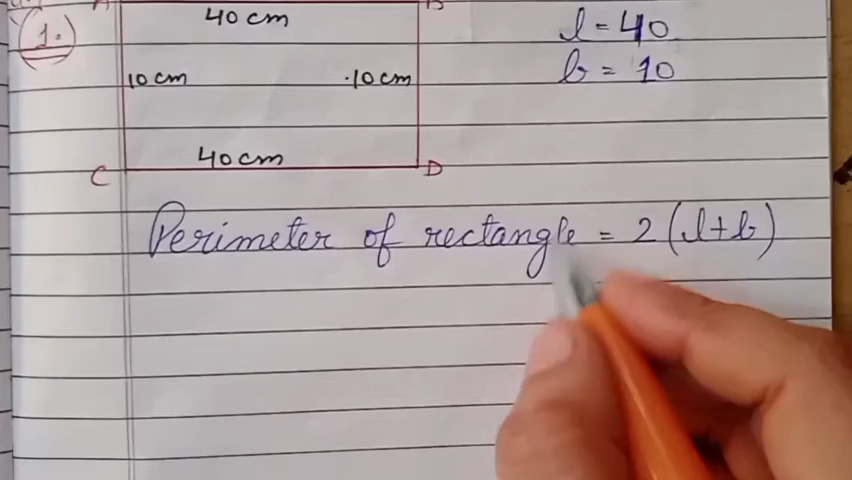 A B
1. 40 cm l = 40
10 cm .10 cm b = 10
40 cm
C D
Perimeter of rectangle = 2 (l+b)